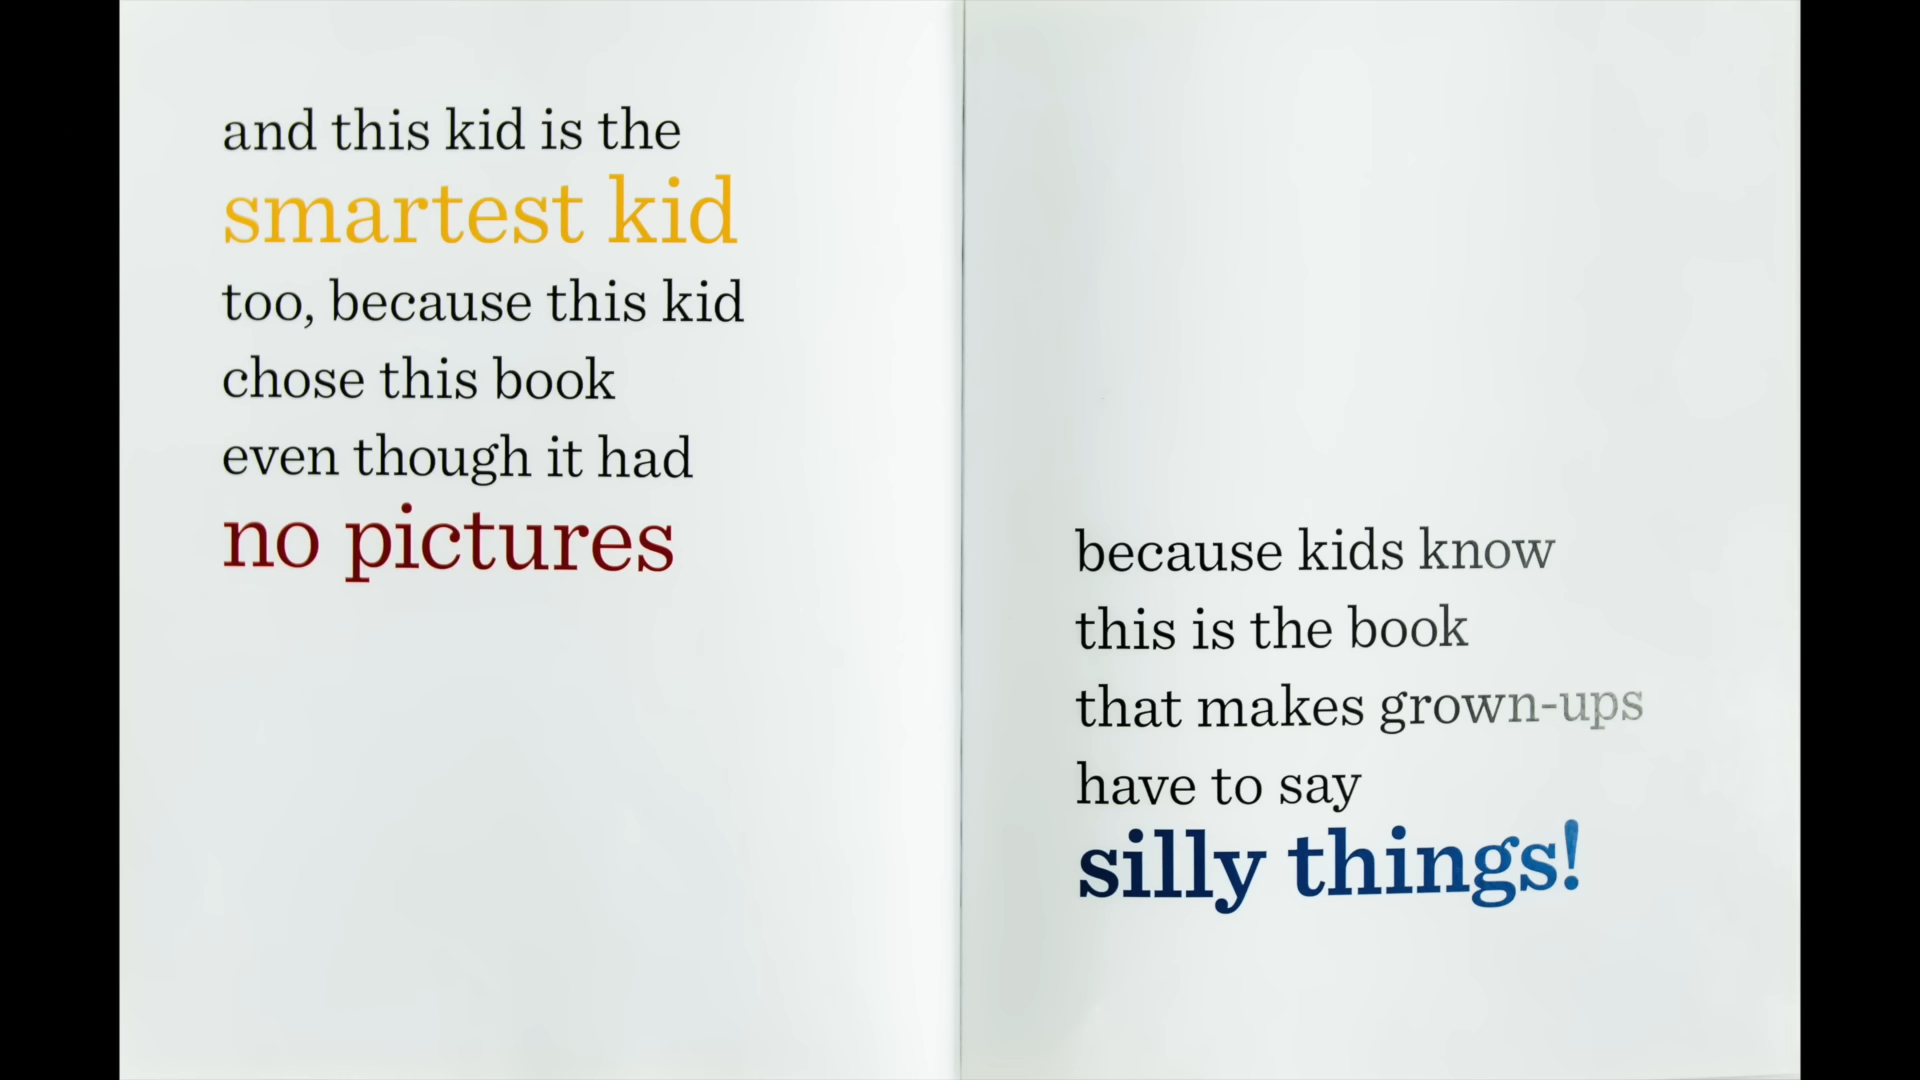 and this kid is the
smartest kid
too, because this kid
chose this book
even though it had
no pictures
because kids know
this is the book
that makes grown-ups
have to say
silly things!